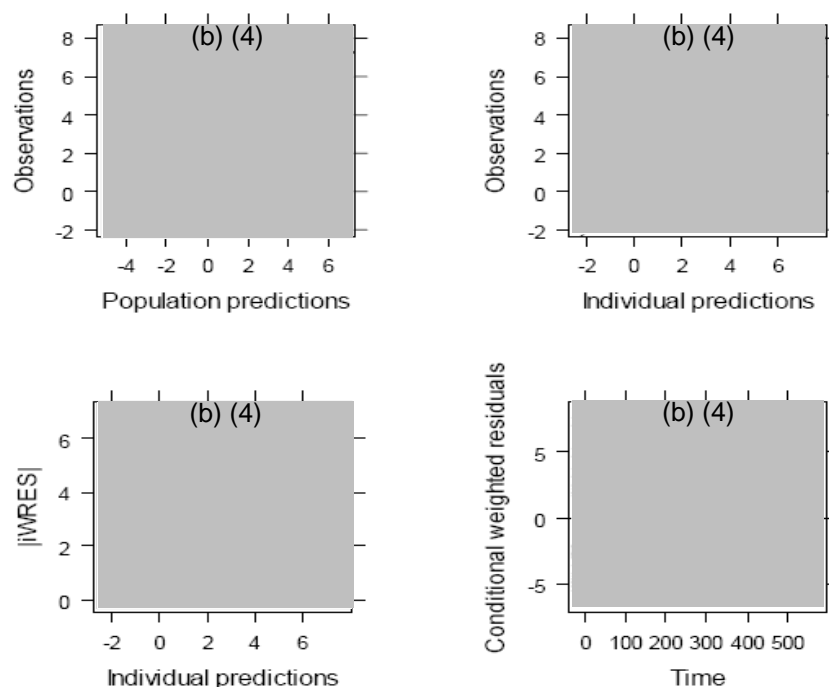 (b) (4)
8
6
4
2
0
-2
Observations
-4 -2 0 2 4 6
Population predictions
(b) (4)
8
6
4
2
0
-2
Observations
-2 0 2 4 6
Individual predictions
(b) (4)
6
4
2
0
|iWRES|
-2 0 2 4 6
Individual predictions
(b) (4)
5
0
-5
Conditional weighted residuals
0 100 200 300 400 500
Time